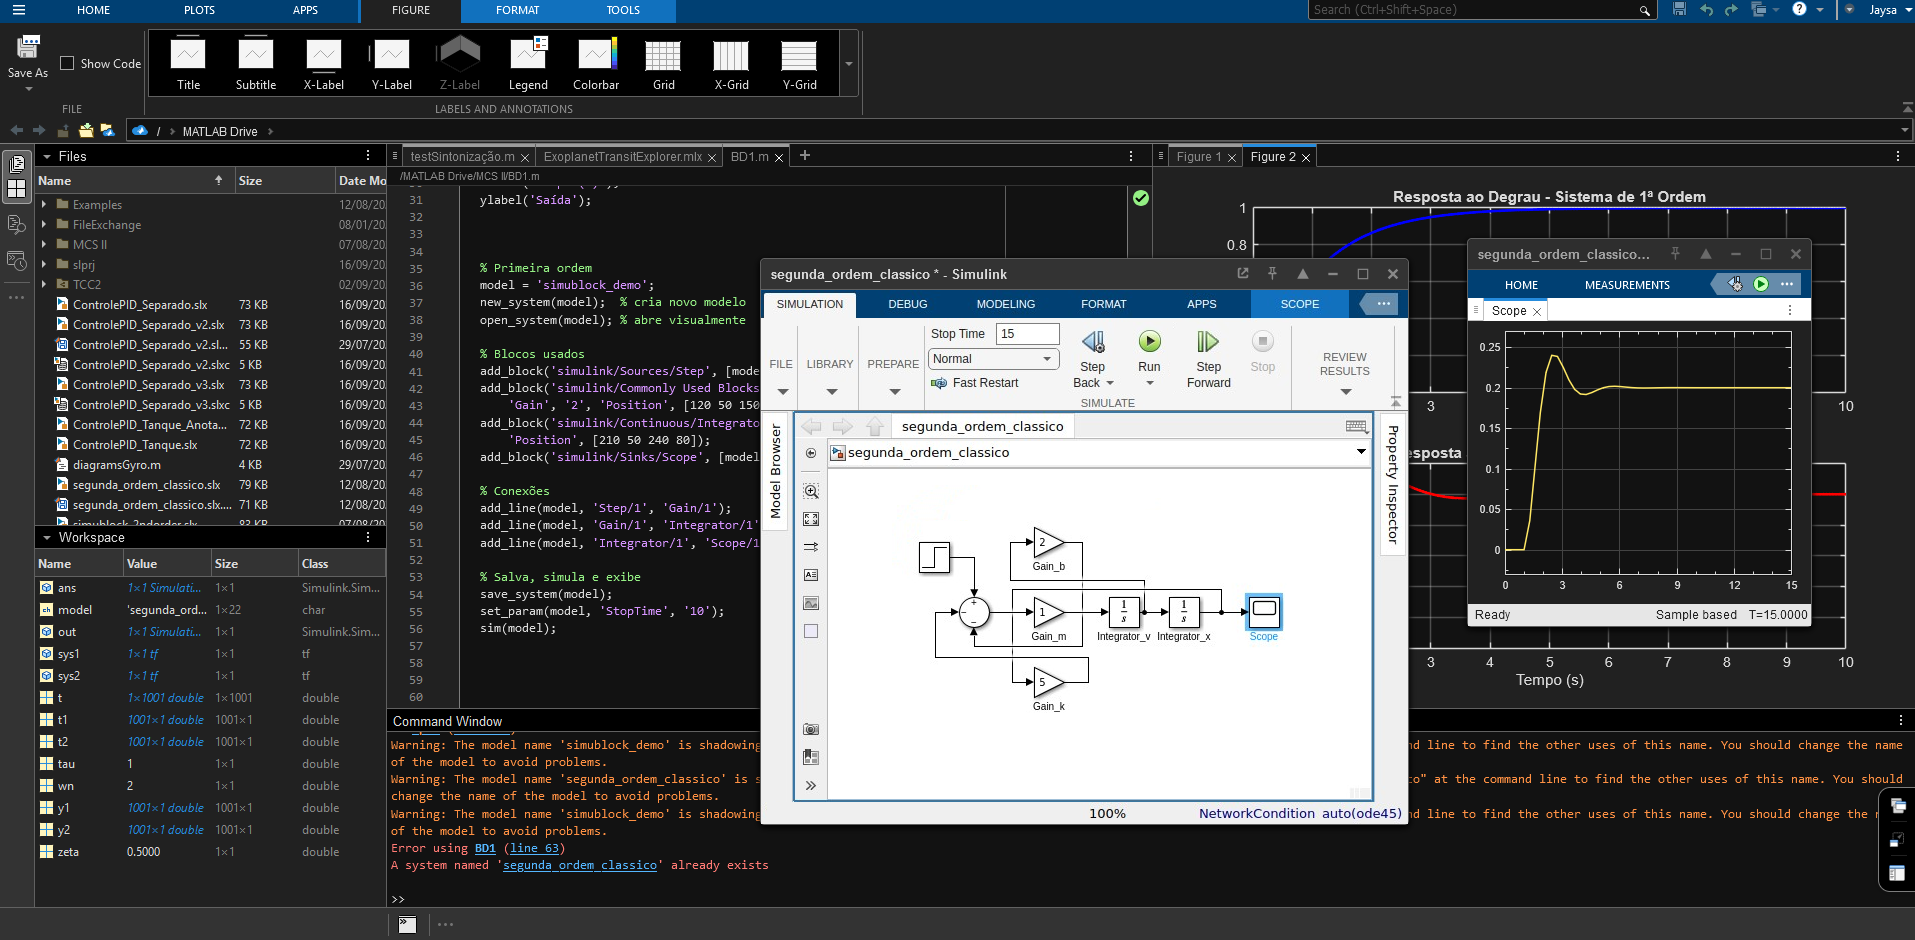 HOME PLOTS APPS FIGURE FORMAT TOOLS Search (Ctrl+Shift+Space) Jaysa
Save As
Show Code
Title Subtitle X-Label Y-Label Z-Label Legend Colorbar Grid X-Grid Y-Grid
FILE LABELS AND ANNOTATIONS
/ MATLAB Drive
Files
Name Size Date Mo
Examples 12/08/20
FileExchange 08/01/20
MCS II 07/08/20
slprj 16/09/20
TCC2 02/09/20
ControlePID_Separado.slx 73 KB 16/09/20
ControlePID_Separado_v2.slx 73 KB 16/09/20
ControlePID_Separado_v2.sl... 55 KB 29/07/20
ControlePID_Separado_v2.slxc 5 KB 16/09/20
ControlePID_Separado_v3.slx 73 KB 16/09/20
ControlePID_Separado_v3.slxc 5 KB 16/09/20
ControlePID_Tanque_Anota... 72 KB 16/09/20
ControlePID_Tanque.slx 72 KB 16/09/20
diagramsGyro.m 4 KB 29/07/20
segunda_ordem_classico.slx 79 KB 12/08/20
segunda_ordem_classico.slx.... 71 KB 12/08/20
simublock_2ndorder.slx 83 KB 07/08/20
Workspace
Name Value Size Class
ans 1×1 Simulati... 1×1 Simulink.Sim...
model 'segunda_ord... 1×22 char
out 1×1 Simulati... 1×1 Simulink.Sim...
sys1 1×1 tf 1×1 tf
sys2 1×1 tf 1×1 tf
t 1×1001 double 1×1001 double
t1 1001×1 double 1001×1 double
t2 1001×1 double 1001×1 double
tau 1 1×1 double
wn 2 1×1 double
y1 1001×1 double 1001×1 double
y2 1001×1 double 1001×1 double
zeta 0.5000 1×1 double
testSintonização.m ExoplanetTransitExplorer.mlx BD1.m
/MATLAB Drive/MCS II/BD1.m
31 ylabel('Saída');
32
33
34
35 % Primeira ordem
36 model = 'simublock_demo';
37 new_system(model); % cria novo modelo
38 open_system(model); % abre visualmente
39
40 % Blocos usados
41 add_block('simulink/Sources/Step', [mode
42 add_block('simulink/Commonly Used Blocks
43 'Gain', '2', 'Position', [120 50 150
44 add_block('simulink/Continuous/Integrato
45 'Position', [210 50 240 80]);
46 add_block('simulink/Sinks/Scope', [model
47
48 % Conexões
49 add_line(model, 'Step/1', 'Gain/1');
50 add_line(model, 'Gain/1', 'Integrator/1'
51 add_line(model, 'Integrator/1', 'Scope/1
52
53 % Salva, simula e exibe
54 save_system(model);
55 set_param(model, 'StopTime', '10');
56 sim(model);
57
58
59
60
Command Window
Warning: The model name 'simublock_demo' is shadowing nd line to find the other uses of this name. You should change the name
of the model to avoid problems.
Warning: The model name 'segunda_ordem_classico' is s co" at the command line to find the other uses of this name. You should
change the name of the model to avoid problems.
Warning: The model name 'simublock_demo' is shadowing nd line to find the other uses of this name. You should change the
of the model to avoid problems.
Error using BD1 (line 63)
A system named 'segunda_ordem_classico' already exists
>>
segunda_ordem_classico * - Simulink
SIMULATION DEBUG MODELING FORMAT APPS SCOPE
FILE LIBRARY PREPARE
Stop Time 15
Normal
Fast Restart
Step Back Run Step Forward Stop
SIMULATE
REVIEW RESULTS
Model Browser
Property Inspector
segunda_ordem_classico
segunda_ordem_classico
2
Gain_b
1
Gain_m
1
s
Integrator_v
1
s
Integrator_x
Scope
5
Gain_k
100% NetworkCondition auto(ode45)
Figure 1 Figure 2
Resposta ao Degrau - Sistema de 1ª Ordem
1
0.8
3 10
esposta
3 4 5 6 7 8 9 10
Tempo (s)
segunda_ordem_classico...
HOME MEASUREMENTS
Scope
0.25
0.2
0.15
0.1
0.05
0
0 3 6 9 12 15
Ready Sample based T=15.0000